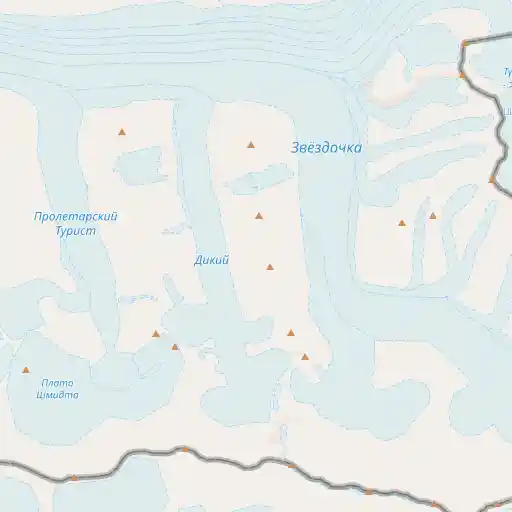 Звёздочка
Пролетарский
Турист
Дикий
Плато
Шмидта